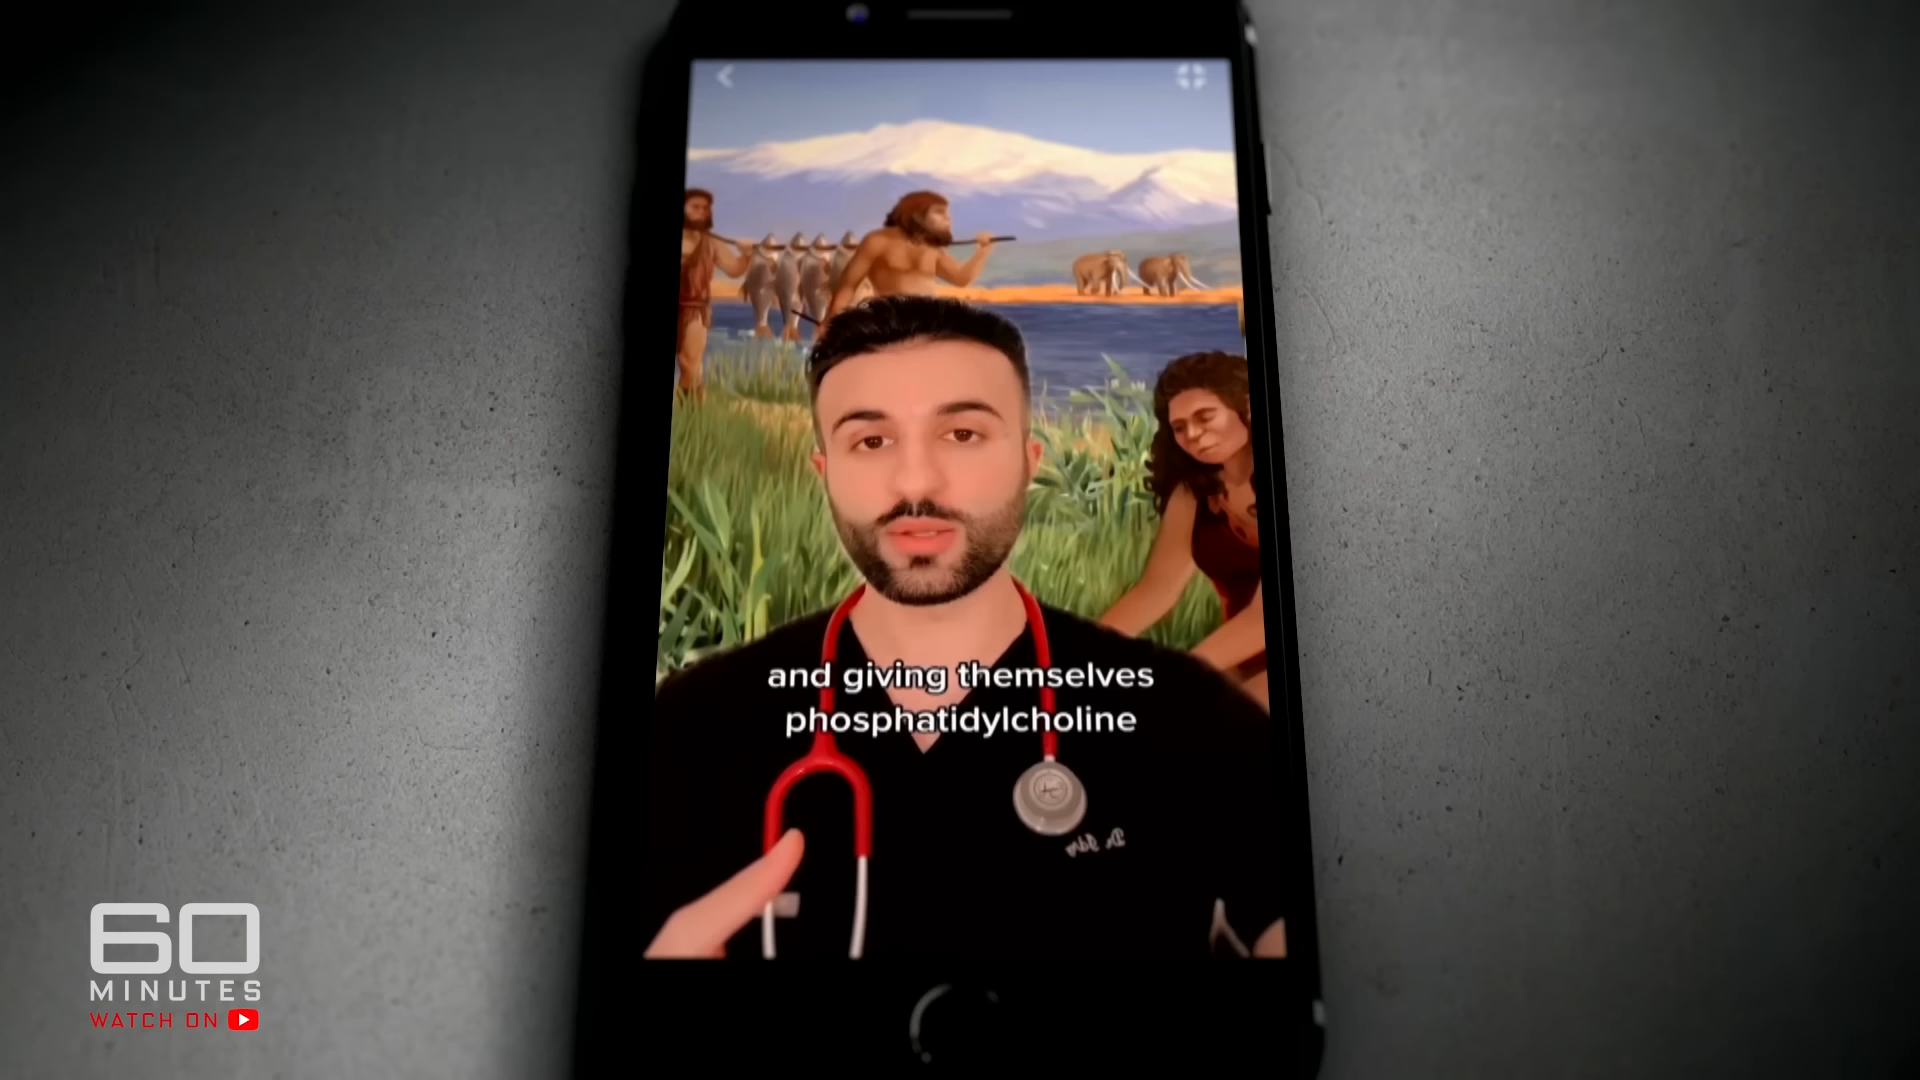 and giving themselves
phosphatidylcholine
60
MINUTES
WATCH ON